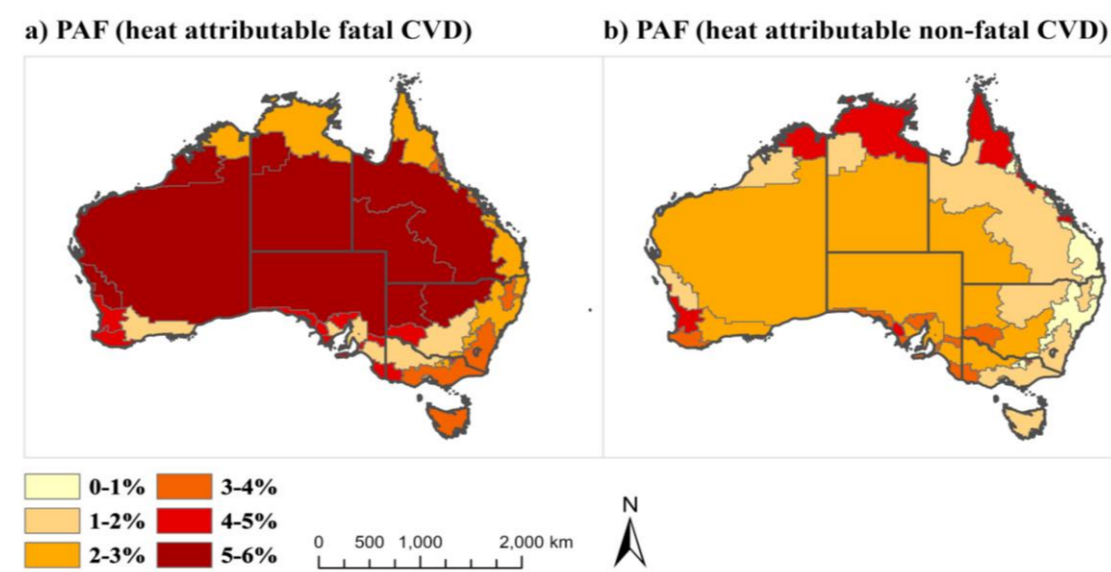 a) PAF (heat attributable fatal CVD)
b) PAF (heat attributable non-fatal CVD)
0-1%
3-4%
1-2%
4-5%
2-3%
5-6%
0 500 1,000 2,000 km
N